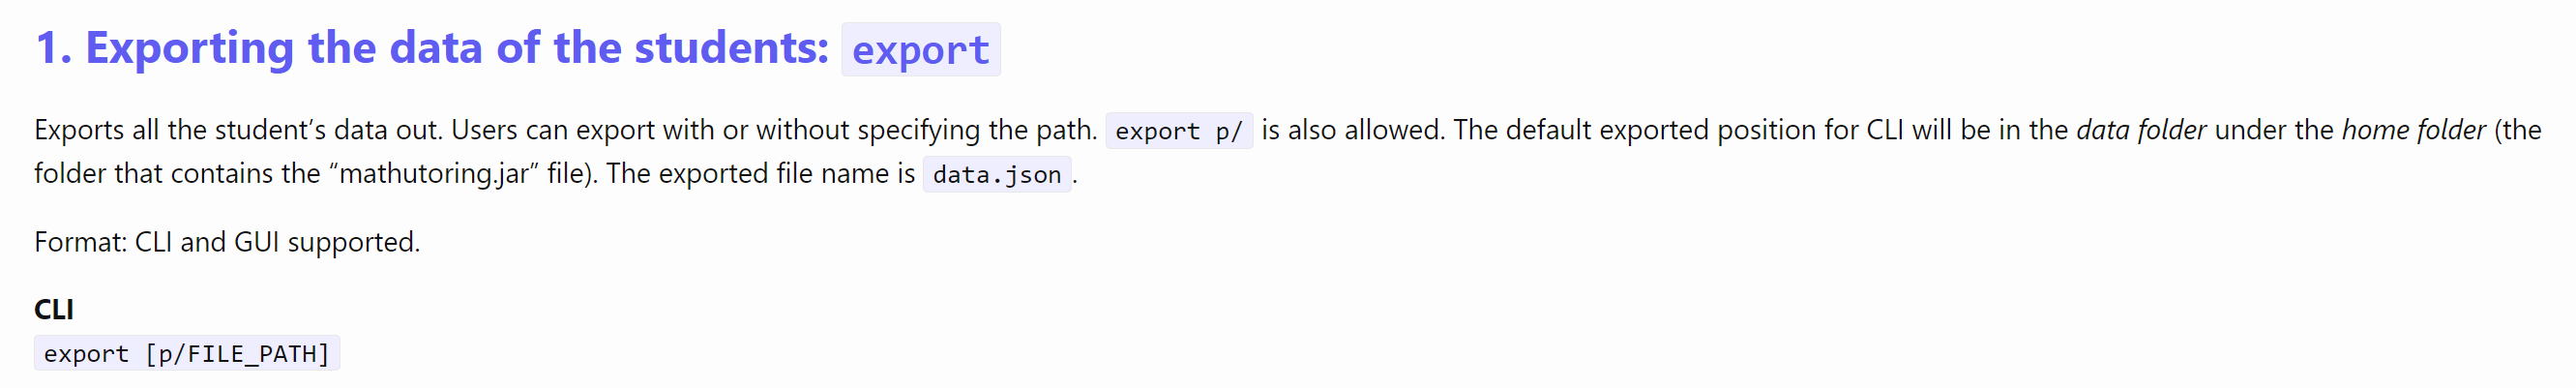 1. Exporting the data of the students: export
Exports all the student’s data out. Users can export with or without specifying the path. export p/ is also allowed. The default exported position for CLI will be in the data folder under the home folder (the
folder that contains the “mathutoring.jar” file). The exported file name is data.json.
Format: CLI and GUI supported.
CLI
export [p/FILE_PATH]